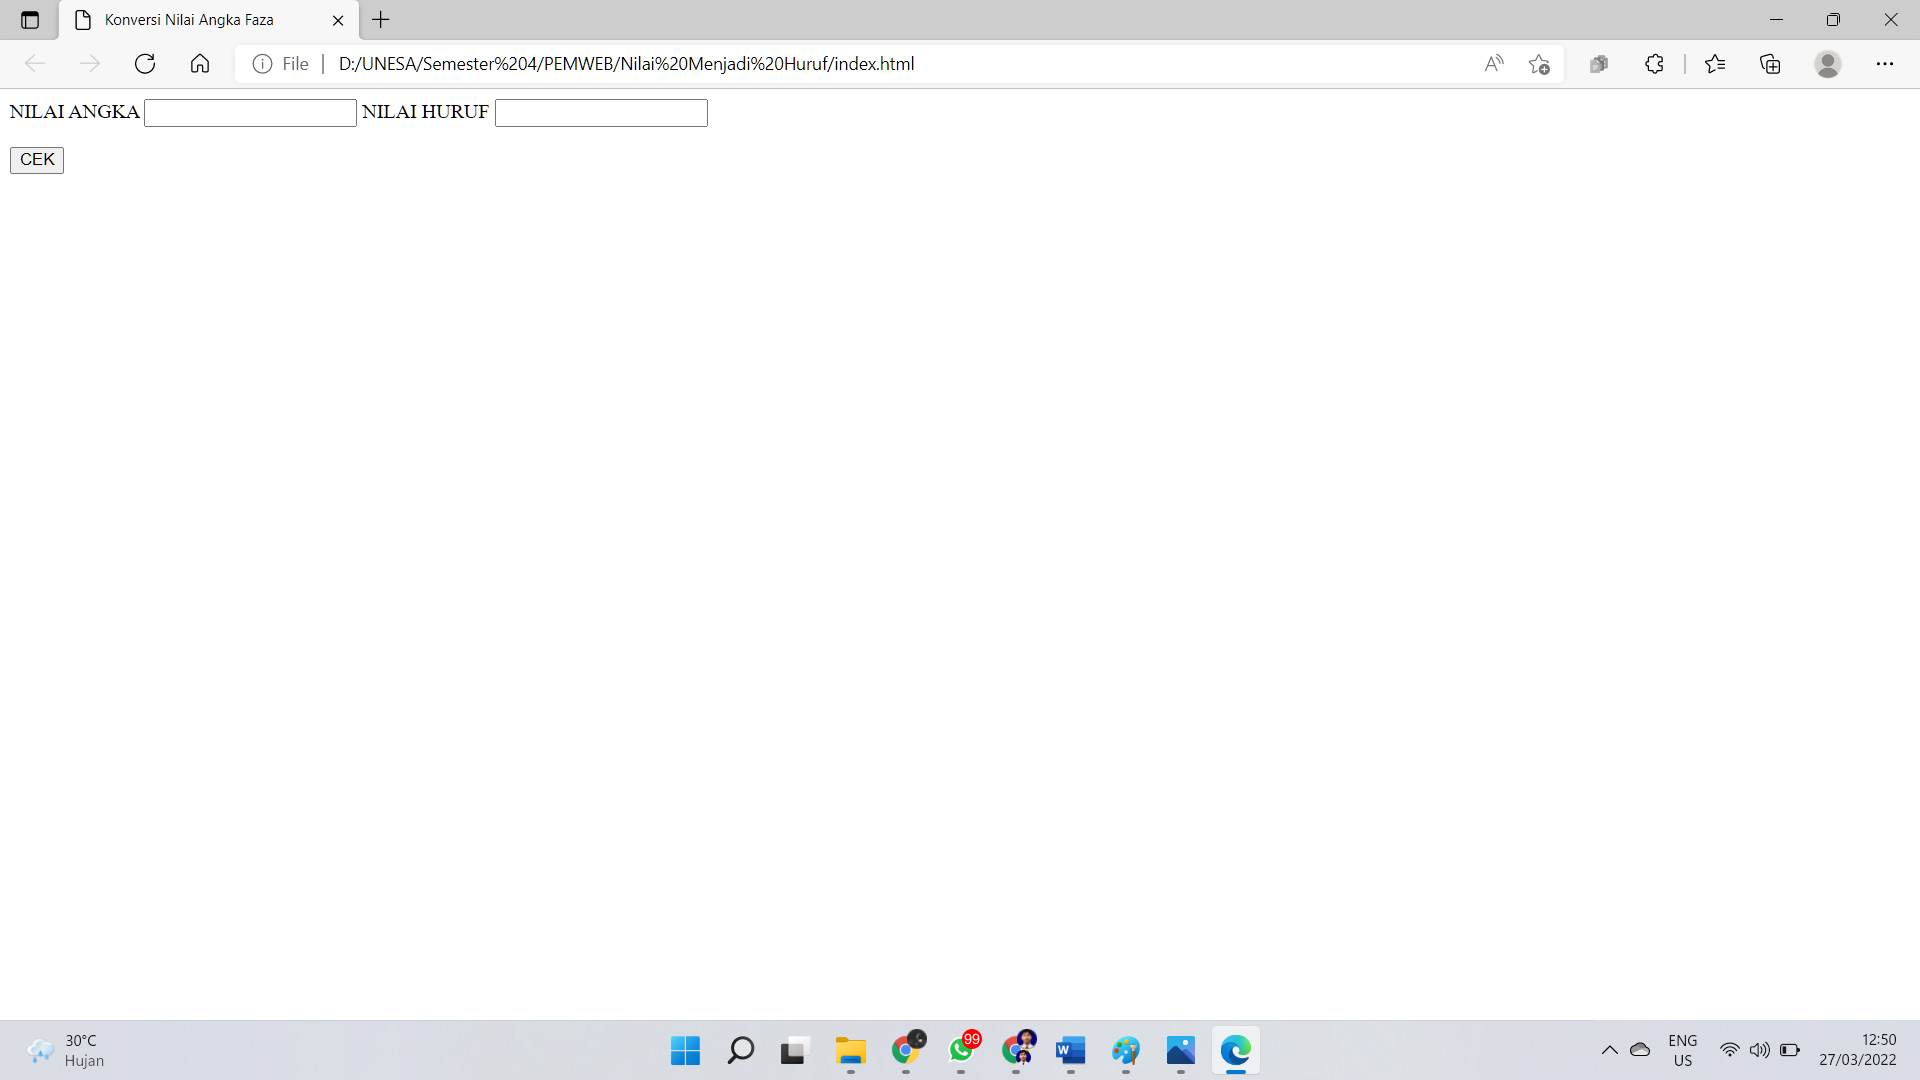 Konversi Nilai Angka Faza
File D:/UNESA/Semester%204/PEMWEB/Nilai%20Menjadi%20Huruf/index.html
NILAI ANGKA NILAI HURUF
CEK
30°C
Hujan
99
ENG
US
12:50
27/03/2022